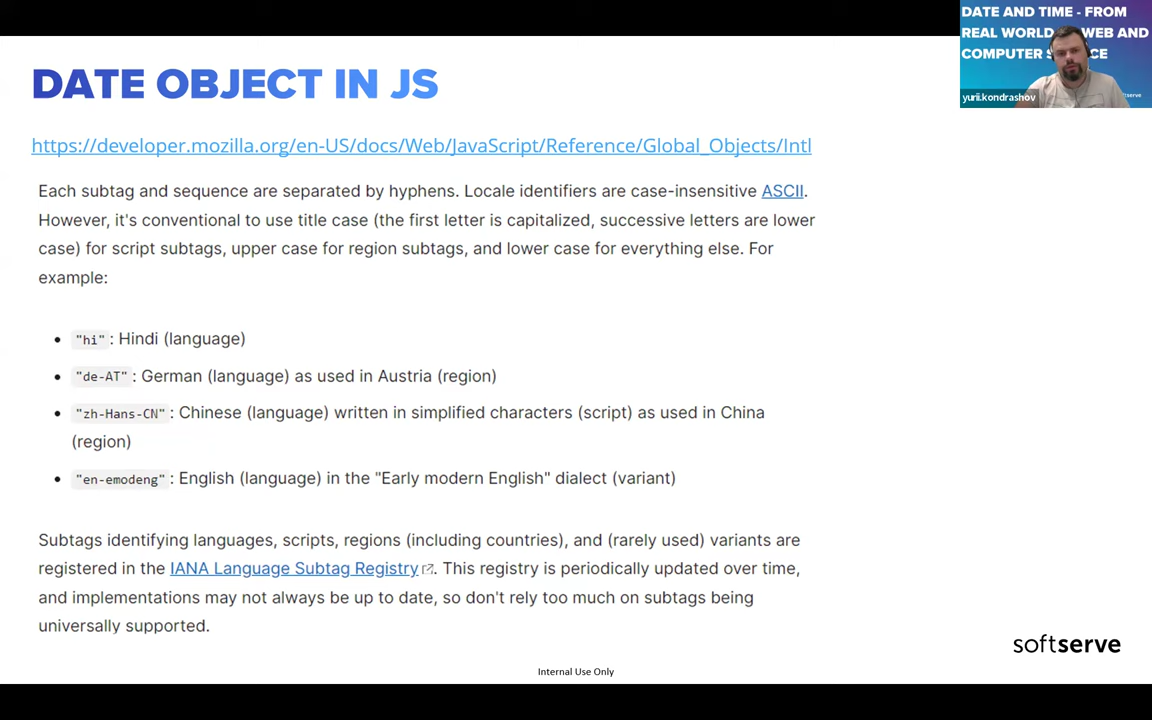 DATE AND TIME - FROM
REAL WORLD WEB AND
COMPUTER CE
yurii.kondrashov
DATE OBJECT IN JS
https://developer.mozilla.org/en-US/docs/Web/JavaScript/Reference/Global_Objects/Intl
Each subtag and sequence are separated by hyphens. Locale identifiers are case-insensitive ASCII.
However, it's conventional to use title case (the first letter is capitalized, successive letters are lower
case) for script subtags, upper case for region subtags, and lower case for everything else. For
example:
• "hi": Hindi (language)
• "de-AT": German (language) as used in Austria (region)
• "zh-Hans-CN": Chinese (language) written in simplified characters (script) as used in China
(region)
• "en-emodeng": English (language) in the "Early modern English" dialect (variant)
Subtags identifying languages, scripts, regions (including countries), and (rarely used) variants are
registered in the IANA Language Subtag Registry. This registry is periodically updated over time,
and implementations may not always be up to date, so don't rely too much on subtags being
universally supported.
softserve
Internal Use Only